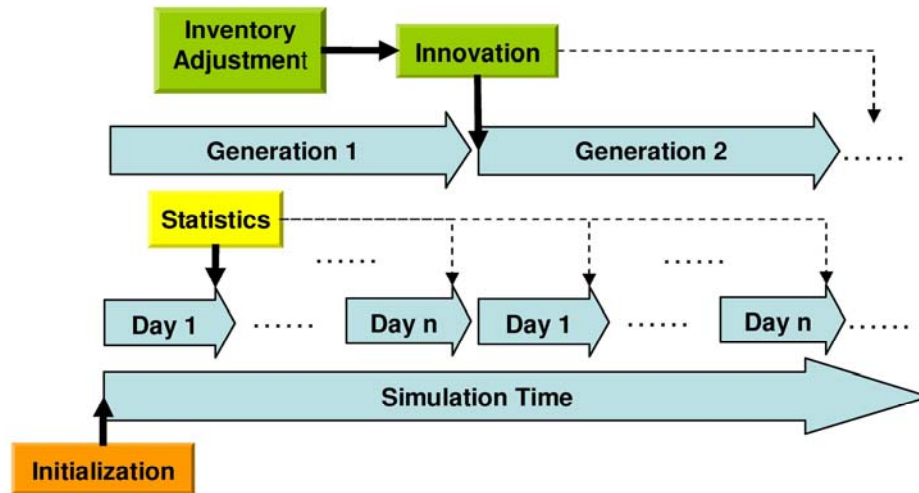 Inventory
Adjustment
Innovation
Generation 1
Generation 2
......
Statistics
......
......
Day 1
......
Day n
Day 1
......
Day n
......
Simulation Time
Initialization